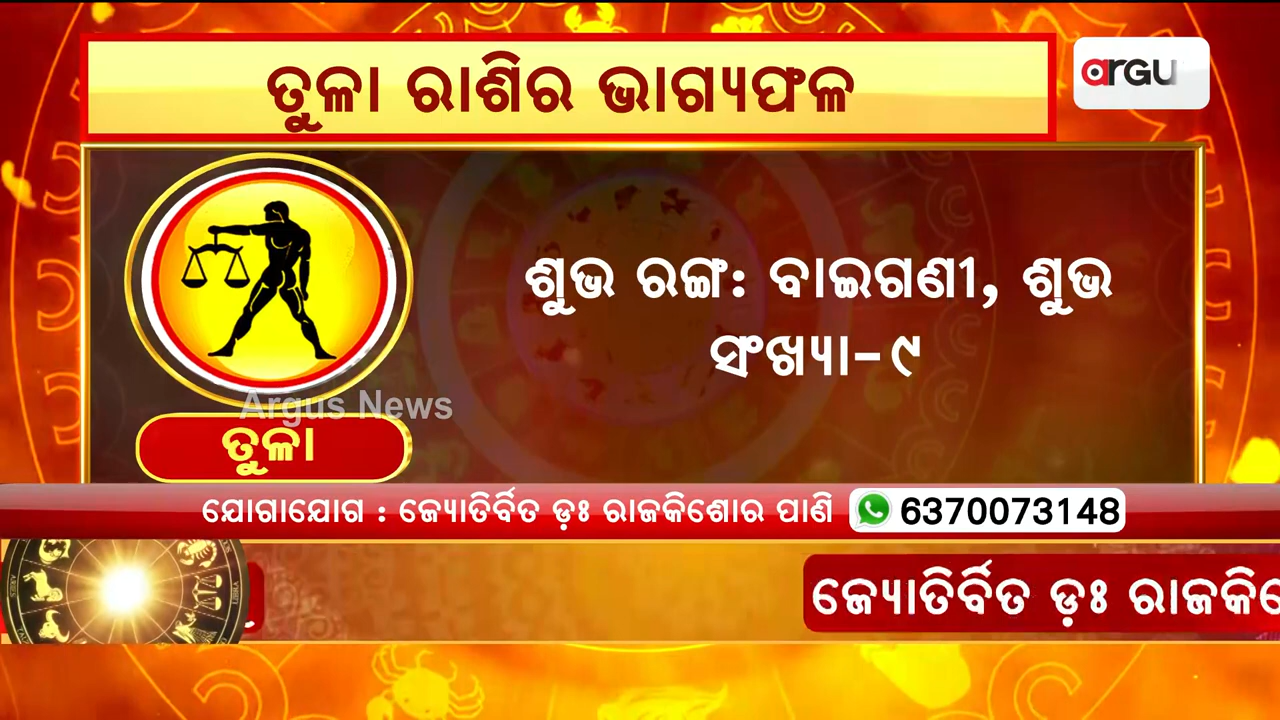 ତୁଳା ରାଶିର ଭାଗ୍ୟଫଳ
ARGU
ଶୁଭ ରଙ୍ଗ: ବାଇଗଣୀ, ଶୁଭ
ସଂଖ୍ୟା-୯
Argus News
ତୁଳା
ଯୋଗାଯୋଗ : ଜ୍ୟୋତିର୍ବିତ ଡ଼ଃ ରାଜକିଶୋର ପାଣି 6370073148
ଜ୍ୟୋତିର୍ବିତ ଡ଼ଃ ରାଜକିଶୋ